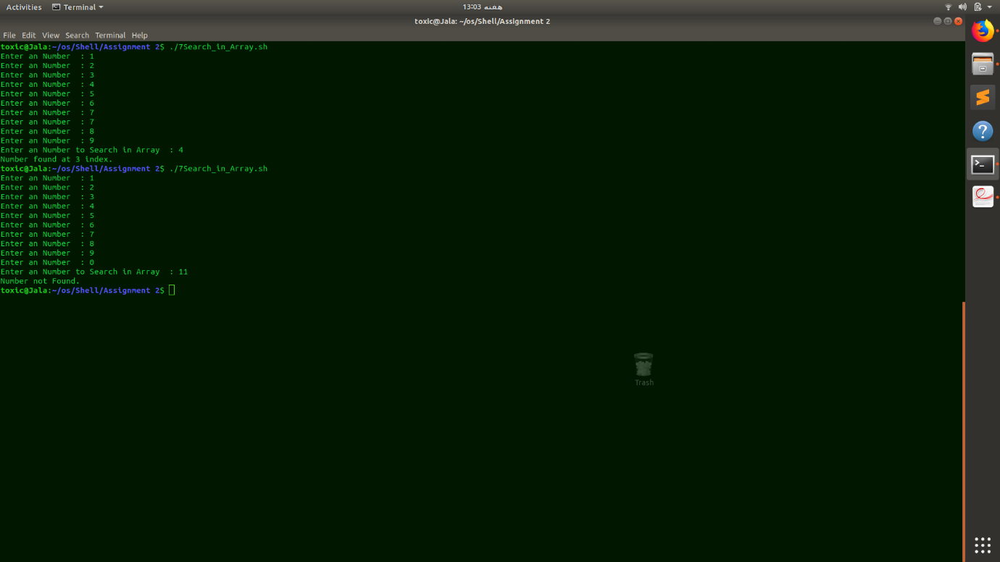 Activities Terminal 13:03 هفته
toxic@Jala: ~/os/Shell/Assignment 2
File Edit View Search Terminal Help
toxic@Jala:~/os/Shell/Assignment 2$ ./7Search_in_Array.sh
Enter an Number  : 1
Enter an Number  : 2
Enter an Number  : 3
Enter an Number  : 4
Enter an Number  : 5
Enter an Number  : 6
Enter an Number  : 7
Enter an Number  : 7
Enter an Number  : 8
Enter an Number  : 9
Enter an Number to Search in Array  : 4
Number found at 3 index.
toxic@Jala:~/os/Shell/Assignment 2$ ./7Search_in_Array.sh
Enter an Number  : 1
Enter an Number  : 2
Enter an Number  : 3
Enter an Number  : 4
Enter an Number  : 5
Enter an Number  : 6
Enter an Number  : 7
Enter an Number  : 8
Enter an Number  : 9
Enter an Number  : 0
Enter an Number to Search in Array  : 11
Number not Found.
toxic@Jala:~/os/Shell/Assignment 2$
Trash